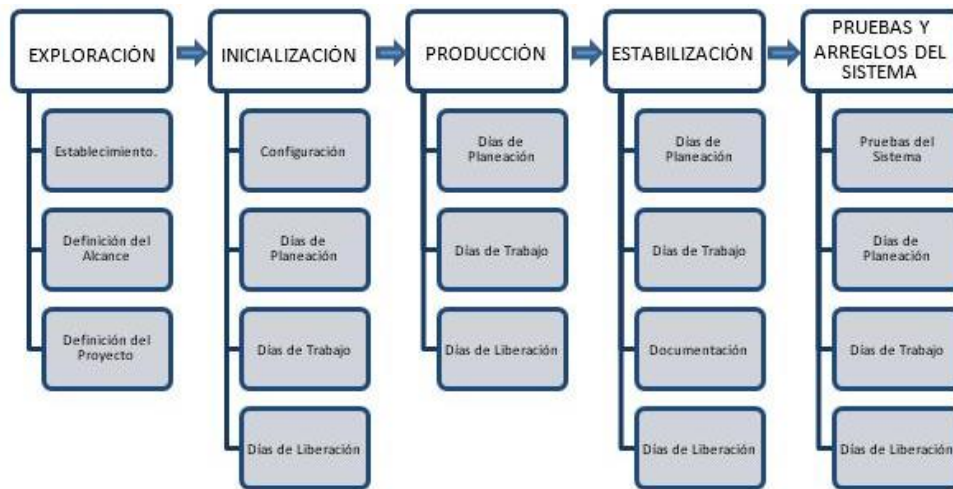 EXPLORACIÓN
INICIALIZACIÓN
PRODUCCIÓN
ESTABILIZACIÓN
PRUEBAS Y
ARREGLOS DEL
SISTEMA
Establecimiento.
Definición del
Alcance
Definición del
Proyecto
Configuración
Días de
Planeación
Días de Trabajo
Días de Liberación
Días de
Planeación
Días de Trabajo
Días de Liberación
Días de
Planeación
Días de Trabajo
Documentación
Días de Liberación
Pruebas del
Sistema
Días de
Planeación
Días de Trabajo
Días de Liberación